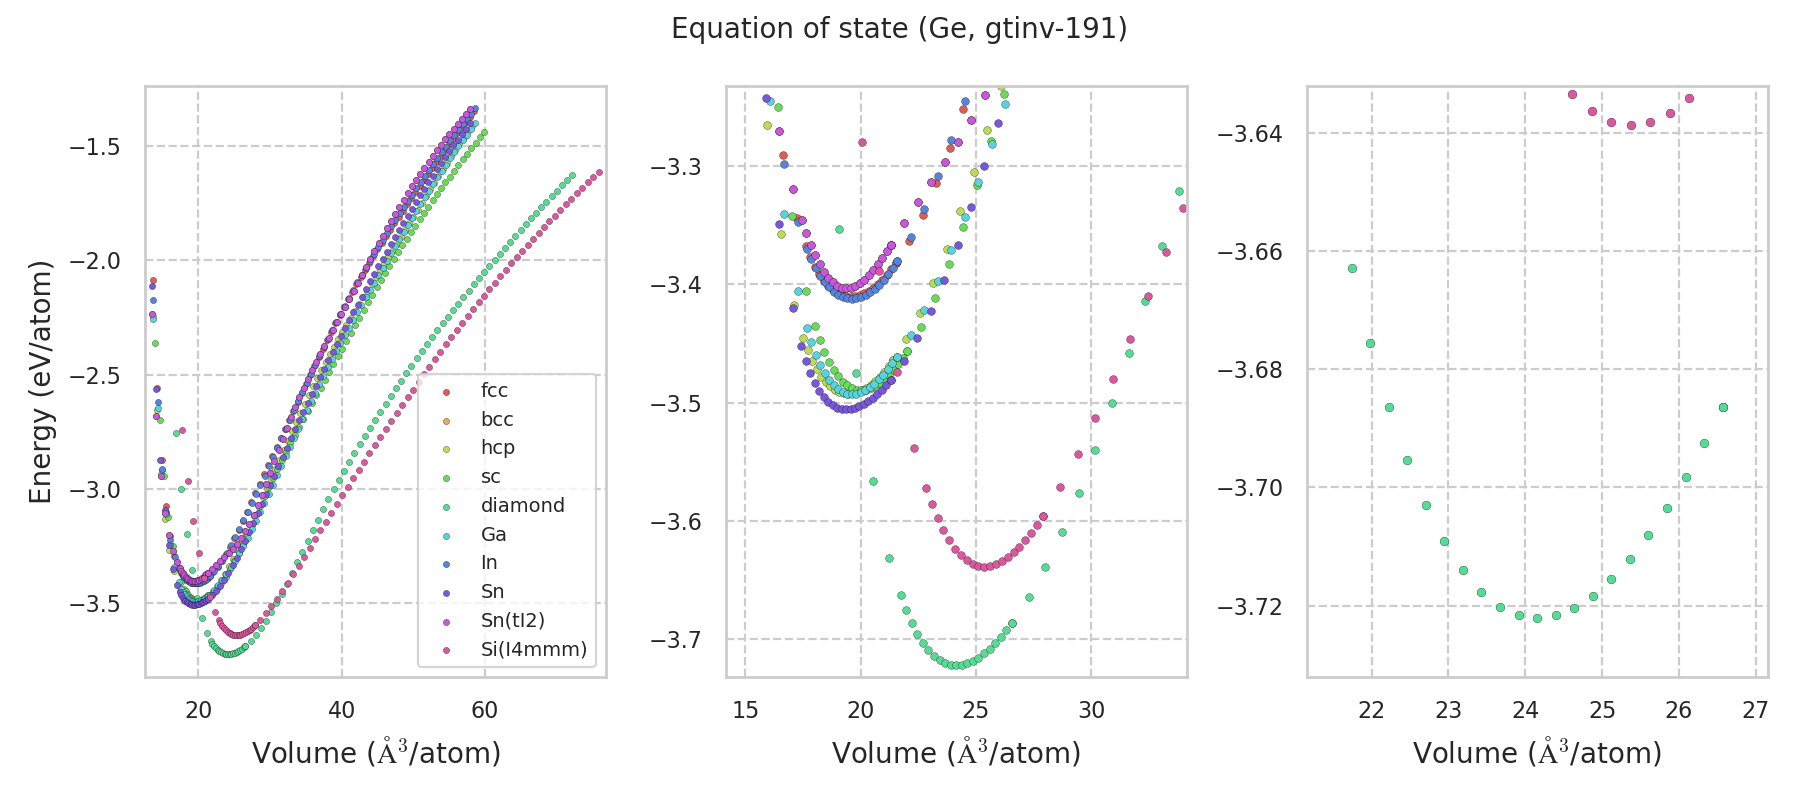 Equation of state (Ge, gtinv-191)
Energy (eV/atom)
−1.5
−2.0
−2.5
−3.0
−3.5
20
40
60
Volume (Å³/atom)
fcc
bcc
hcp
sc
diamond
Ga
In
Sn
Sn(tI2)
Si(I4mmm)
−3.3
−3.4
−3.5
−3.6
−3.7
15
20
25
30
Volume (Å³/atom)
−3.64
−3.66
−3.68
−3.70
−3.72
22
23
24
25
26
27
Volume (Å³/atom)